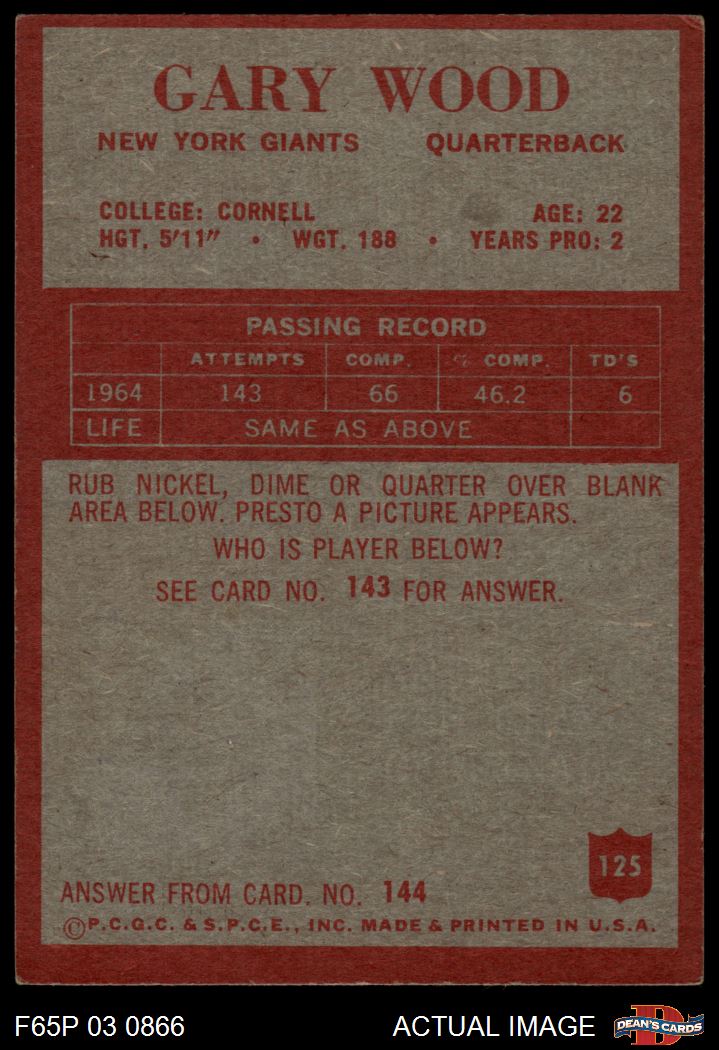 GARY WOOD
NEW YORK GIANTS QUARTERBACK
COLLEGE: CORNELL AGE: 22
HGT. 5'11" • WGT. 188 • YEARS PRO: 2
PASSING RECORD
ATTEMPTS COMP. % COMP. TD'S
1964 143 66 46.2 6
LIFE SAME AS ABOVE
RUB NICKEL, DIME OR QUARTER OVER BLANK
AREA BELOW. PRESTO A PICTURE APPEARS.
WHO IS PLAYER BELOW?
SEE CARD NO. 143 FOR ANSWER.
125
ANSWER FROM CARD. NO. 144
©P.C.G.C. & S.P.C.E., INC. MADE & PRINTED IN U.S.A.
F65P 03 0866 ACTUAL IMAGE DEAN'S CARDS